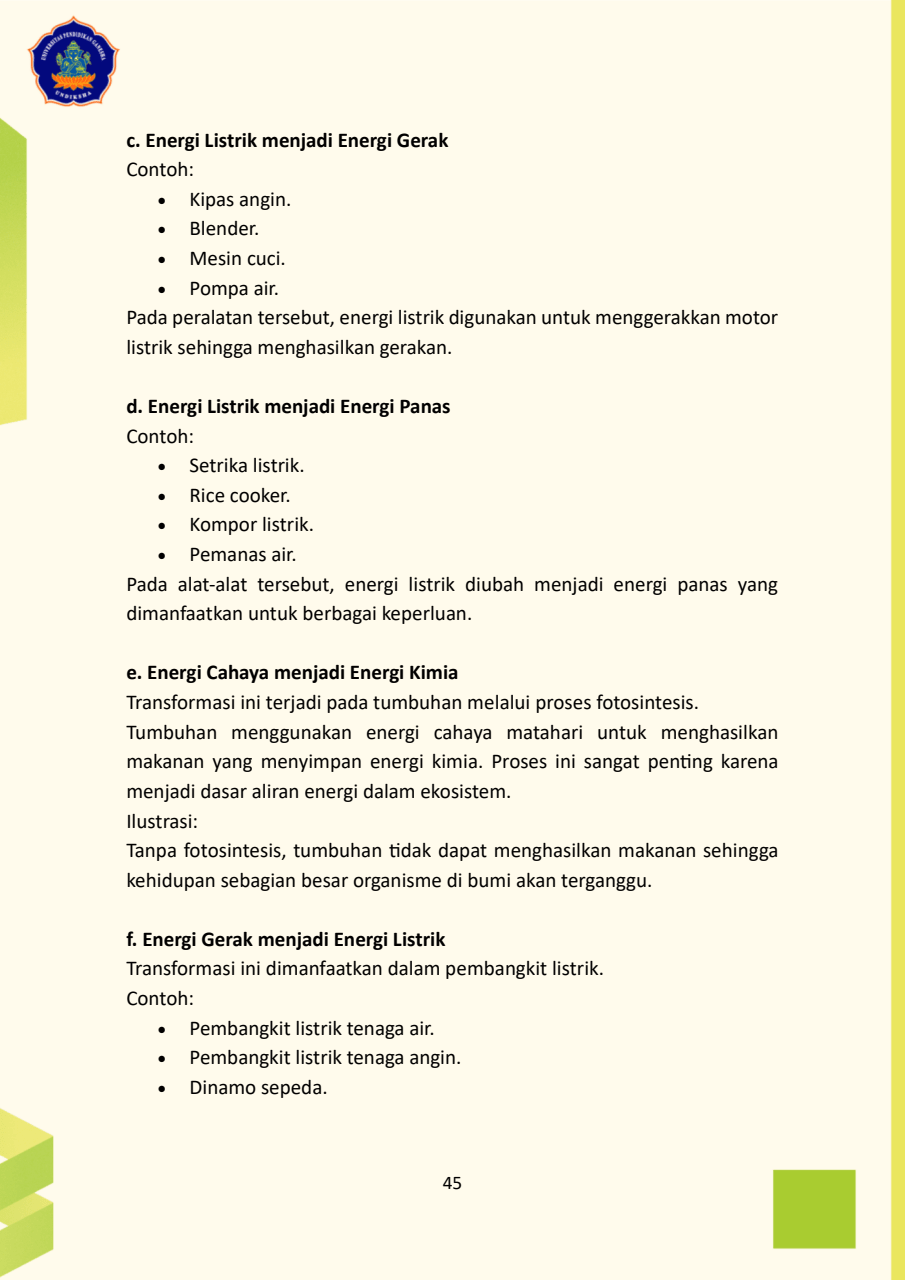 UNIVERSITAS PENDIDIKAN GANESHA
UNDIKSHA
c. Energi Listrik menjadi Energi Gerak
Contoh:
• Kipas angin.
• Blender.
• Mesin cuci.
• Pompa air.
Pada peralatan tersebut, energi listrik digunakan untuk menggerakkan motor
listrik sehingga menghasilkan gerakan.
d. Energi Listrik menjadi Energi Panas
Contoh:
• Setrika listrik.
• Rice cooker.
• Kompor listrik.
• Pemanas air.
Pada alat-alat tersebut, energi listrik diubah menjadi energi panas yang
dimanfaatkan untuk berbagai keperluan.
e. Energi Cahaya menjadi Energi Kimia
Transformasi ini terjadi pada tumbuhan melalui proses fotosintesis.
Tumbuhan menggunakan energi cahaya matahari untuk menghasilkan
makanan yang menyimpan energi kimia. Proses ini sangat penting karena
menjadi dasar aliran energi dalam ekosistem.
Ilustrasi:
Tanpa fotosintesis, tumbuhan tidak dapat menghasilkan makanan sehingga
kehidupan sebagian besar organisme di bumi akan terganggu.
f. Energi Gerak menjadi Energi Listrik
Transformasi ini dimanfaatkan dalam pembangkit listrik.
Contoh:
• Pembangkit listrik tenaga air.
• Pembangkit listrik tenaga angin.
• Dinamo sepeda.
45